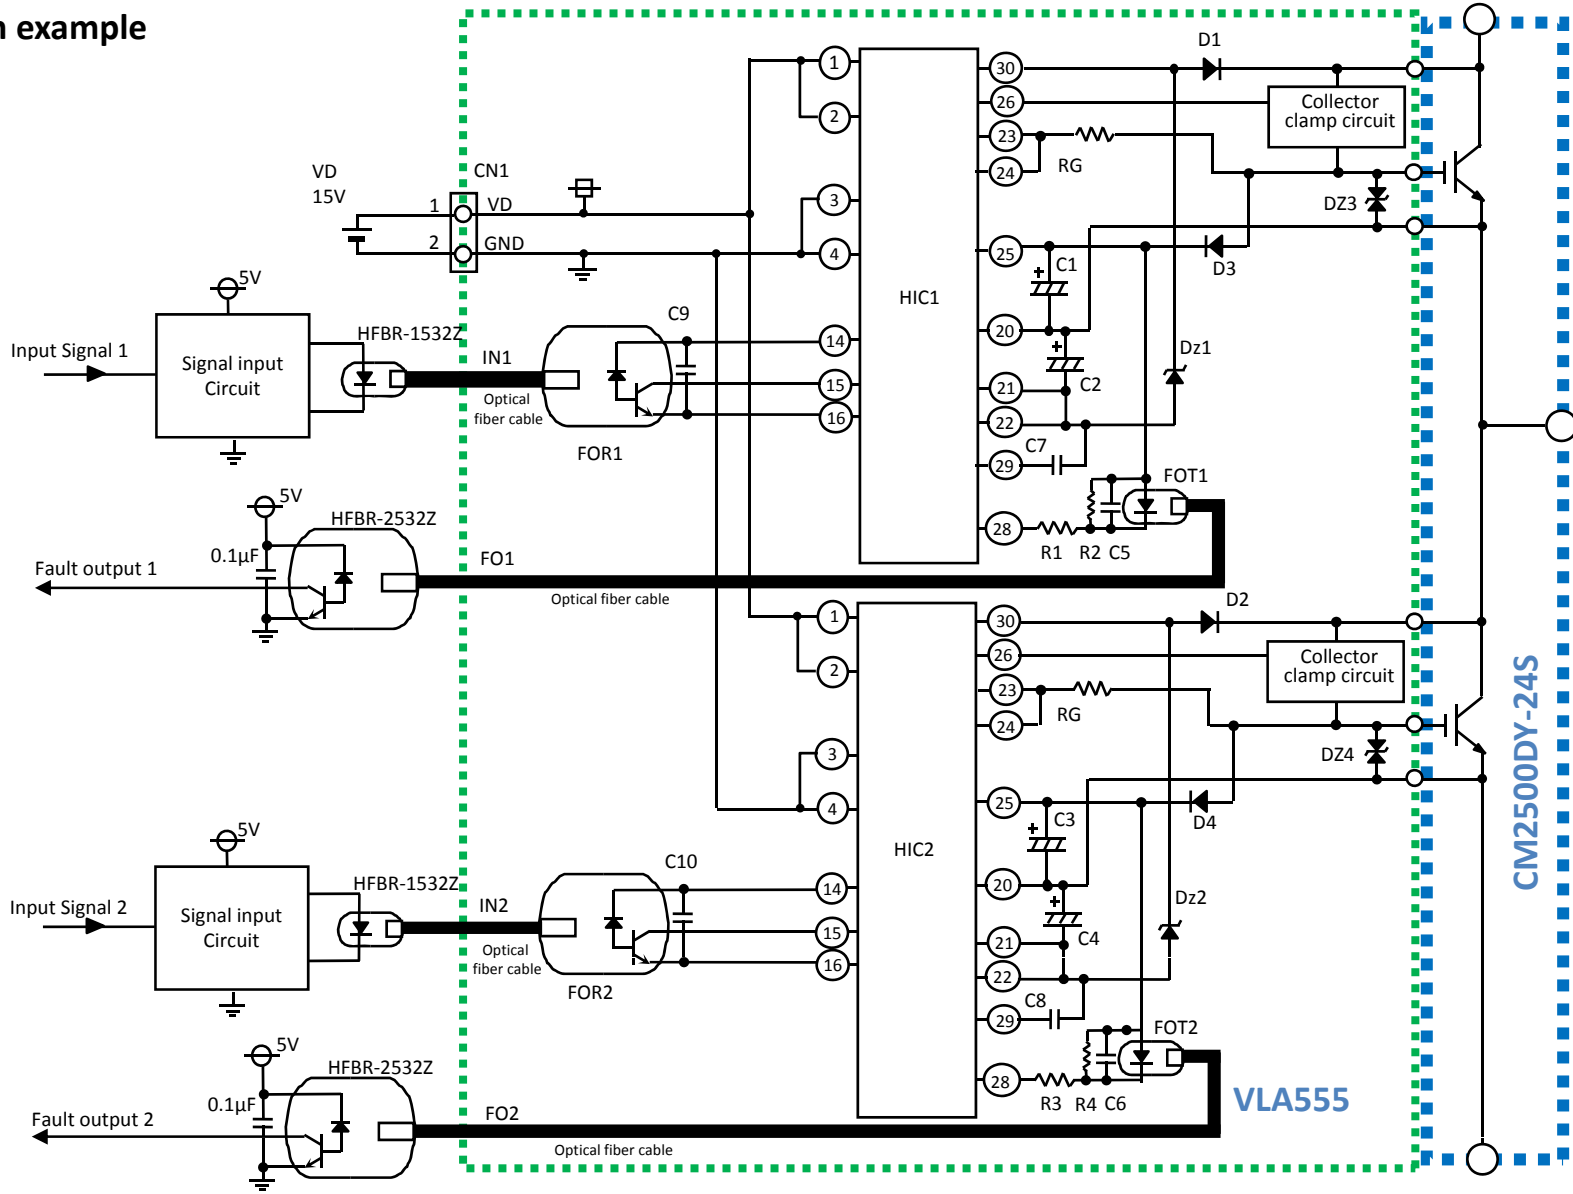 n example
D1
1
30
2
26
Collector
clamp circuit
23
24
RG
VD
15V
CN1
1
VD
2
GND
3
4
DZ3
25
C1
+
D3
HIC1
5V
HFBR-1532Z
Input Signal 1
Signal input
Circuit
IN1
Optical
fiber cable
C9
FOR1
14
15
16
20
+
C2
21
22
Dz1
C7
29
FOT1
28
R1
R2
C5
5V
HFBR-2532Z
0.1µF
Fault output 1
FO1
Optical fiber cable
D2
1
30
2
26
Collector
clamp circuit
23
24
RG
3
4
DZ4
25
C3
+
D4
HIC2
5V
HFBR-1532Z
Input Signal 2
Signal input
Circuit
IN2
Optical
fiber cable
C10
FOR2
14
15
16
20
+
C4
21
22
Dz2
C8
29
FOT2
28
R3
R4
C6
5V
HFBR-2532Z
0.1µF
Fault output 2
FO2
Optical fiber cable
VLA555
CM2500DY-24S